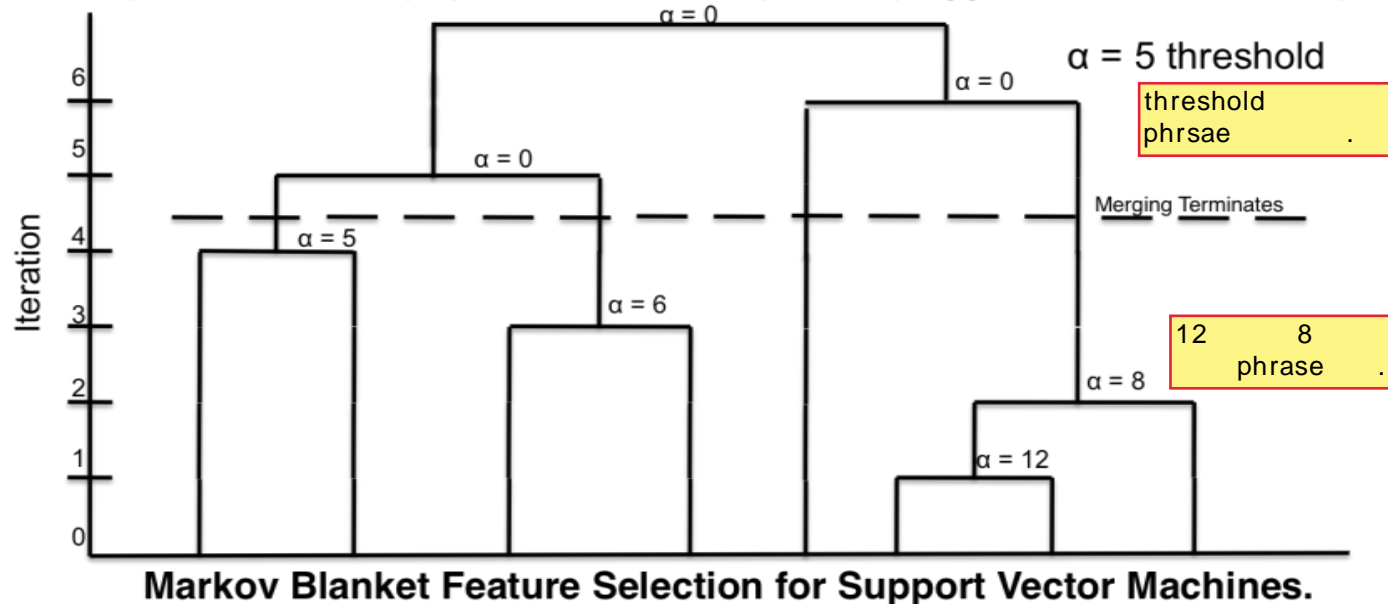 α = 0
α = 5 threshold
6
α = 0
threshold
phrsae .
5
α = 0
Merging Terminates
4
α = 5
Iteration
3
α = 6
12 8
phrase .
2
α = 8
1
α = 12
0
Markov Blanket Feature Selection for Support Vector Machines.